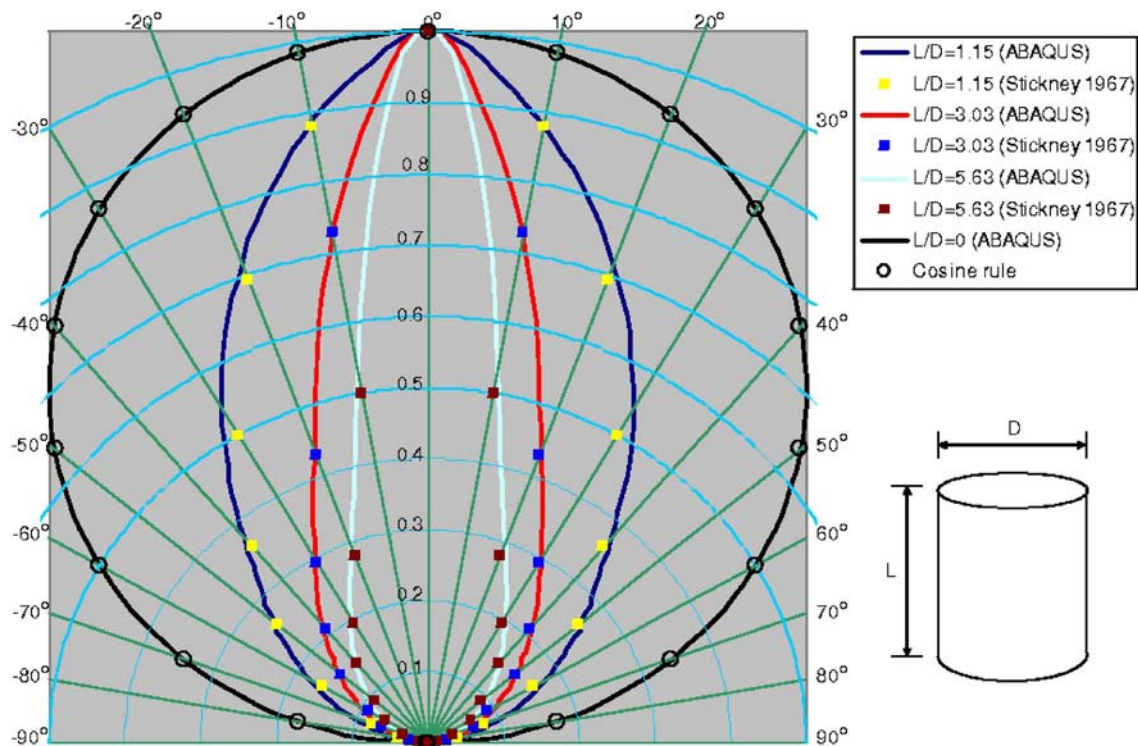 -20° -10° 0° 10° 20°
L/D=1.15 (ABAQUS)
L/D=1.15 (Stickney 1967)
L/D=3.03 (ABAQUS)
L/D=3.03 (Stickney 1967)
L/D=5.63 (ABAQUS)
L/D=5.63 (Stickney 1967)
L/D=0 (ABAQUS)
Cosine rule
0.9
-30° 30°
0.8
0.7
-40° 0.6 40°
0.5
-50° 0.4 50°
0.3
-60° 60°
0.2
-70° 70°
0.1
-80° 80°
-90° 90°
D
L